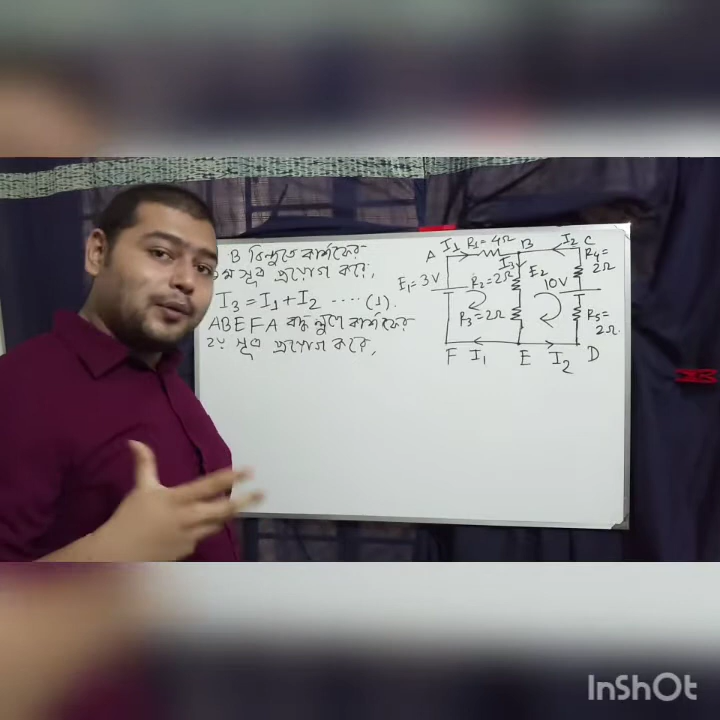 B বিন্দুতে কার্শফের
১ম সূত্র প্রয়োগ করে,
I₃ = I₁ + I₂ .... (1).
ABEFA বদ্ধ লুপে কার্শফের
২য় সূত্র প্রয়োগ করে,
A I₁ R₁ = 4Ω B I₂ C
I₃ R₄ = 2Ω
E₁ = 3V R₂ = 2Ω E₂ 10V
R₃ = 2Ω R₅ = 2Ω.
F I₁ E I₂ D
InShOt